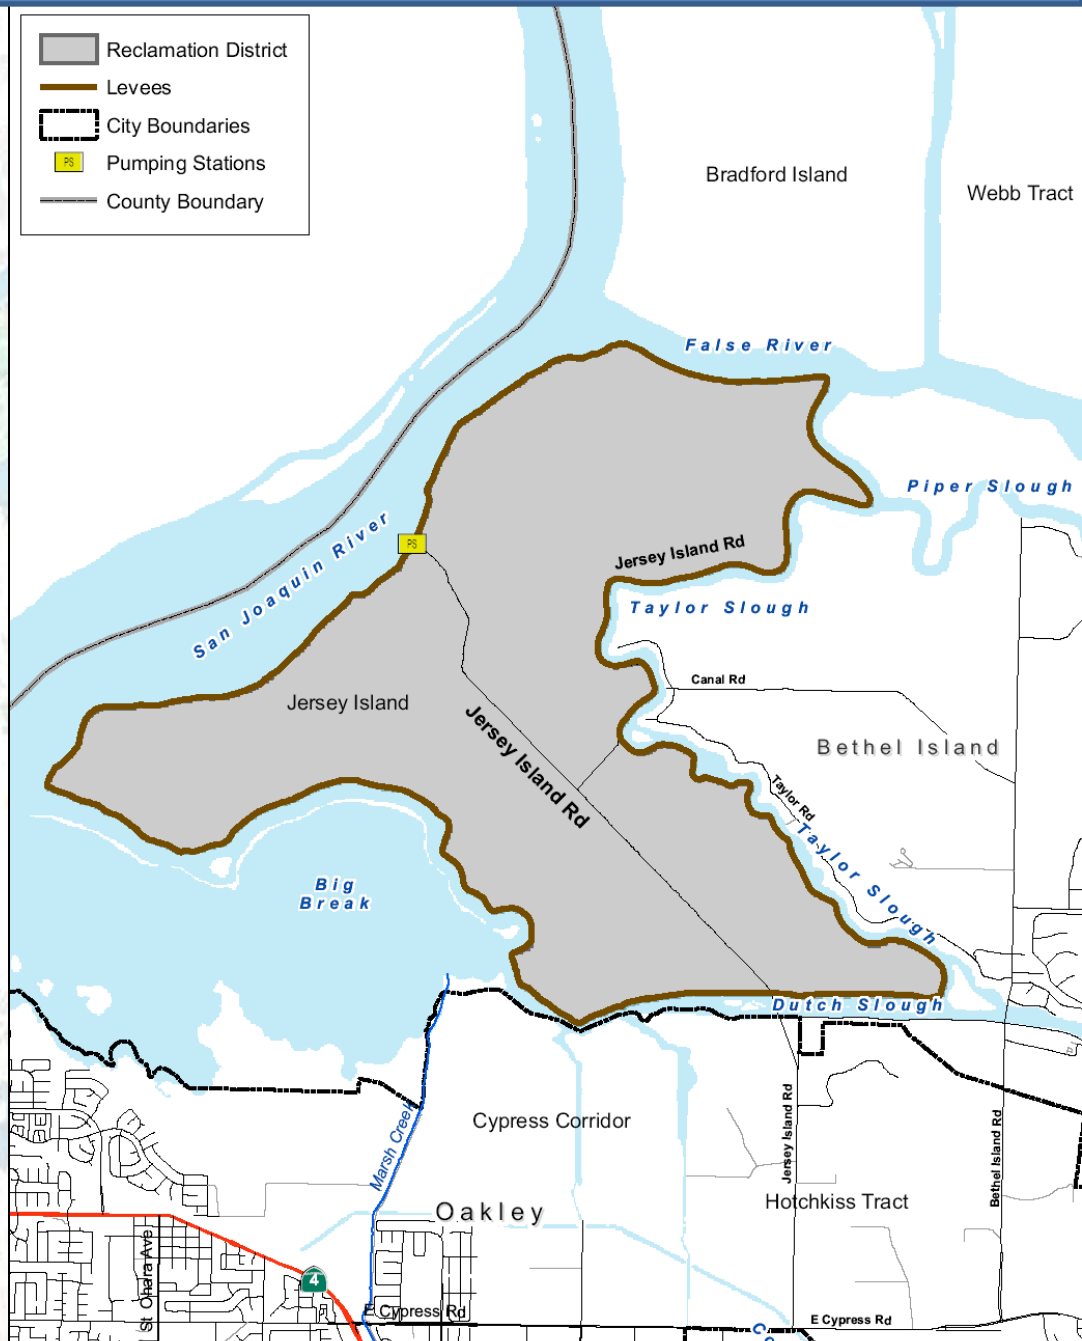 Reclamation District
Levees
City Boundaries
PS
Pumping Stations
County Boundary
Bradford Island
Webb Tract
False River
Piper Slough
San Joaquin River
PS
Jersey Island Rd
Taylor Slough
Canal Rd
Jersey Island
Jersey Island Rd
Bethel Island
Taylor Rd
Taylor Slough
Big
Break
Dutch Slough
Marsh Creek
Cypress Corridor
Jersey Island Rd
Bethel Island Rd
Hotchkiss Tract
Oakley
St Ohara Ave
4
E Cypress Rd
E Cypress Rd